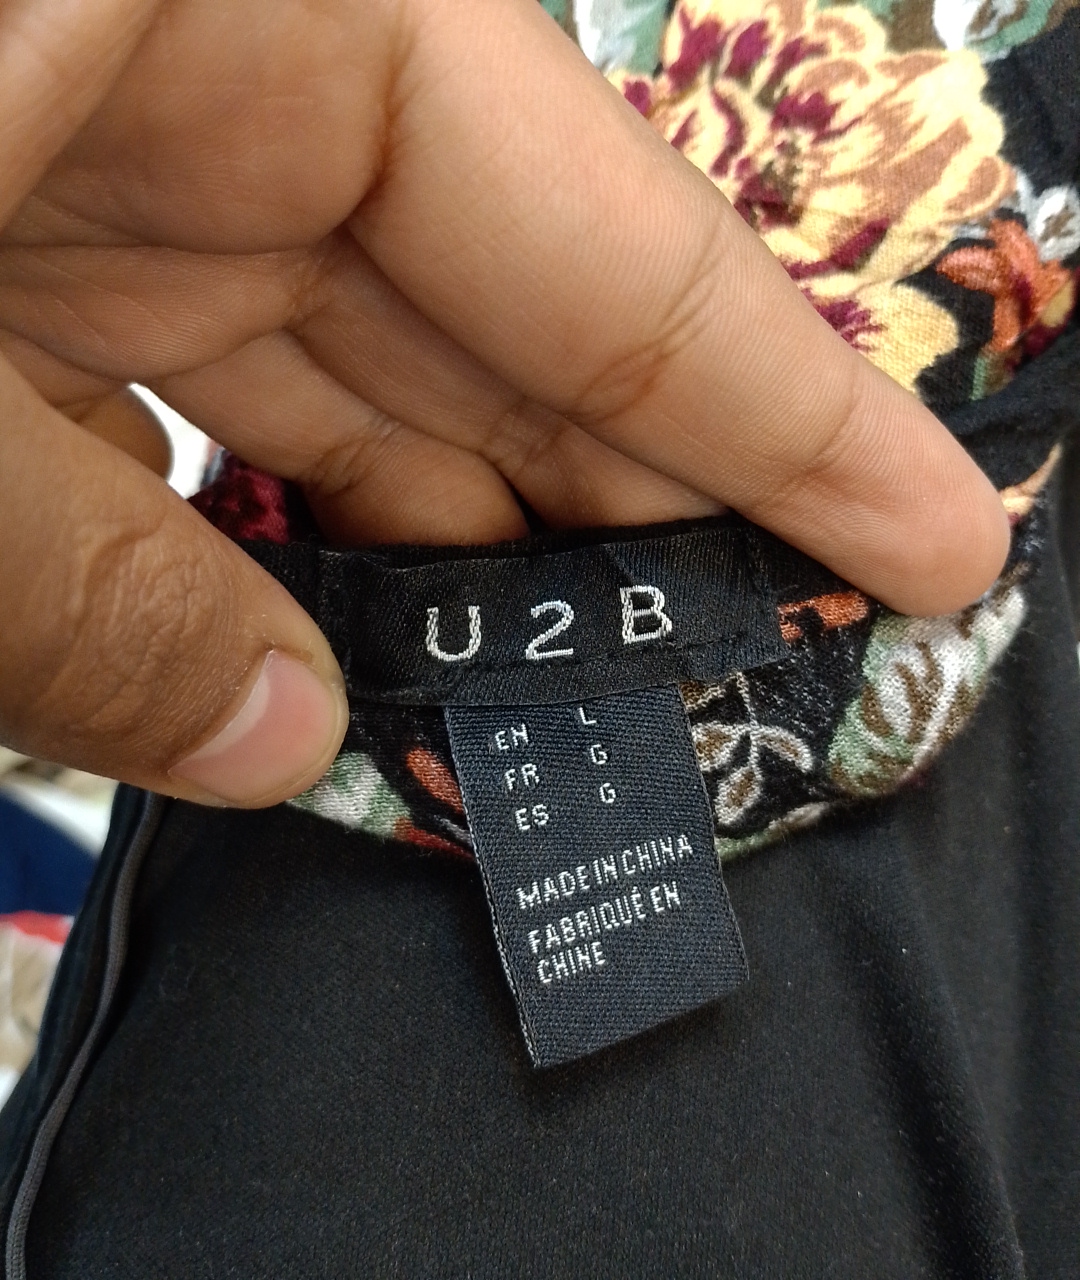 U2B
EN L
FR G
ES G
MADE IN CHINA
FABRIQUÉ EN
CHINE